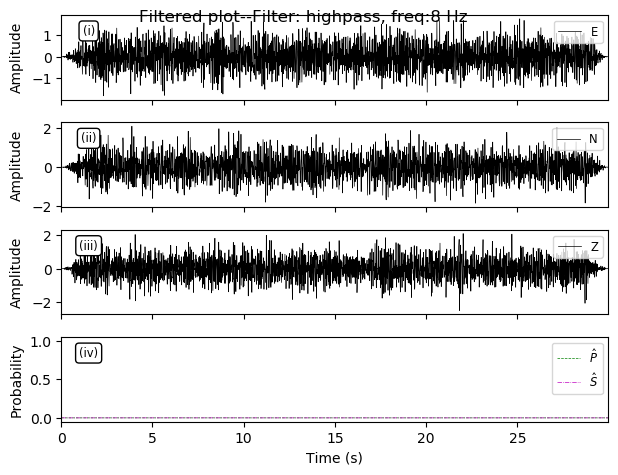 Filtered plot--Filter: highpass, freq:8 Hz
(i)
E
Amplitude
1
0
−1
(ii)
N
Amplitude
2
0
−2
(iii)
Z
Amplitude
2
0
−2
(iv)
P̂
Ŝ
Probability
1.0
0.5
0.0
0 5 10 15 20 25
Time (s)